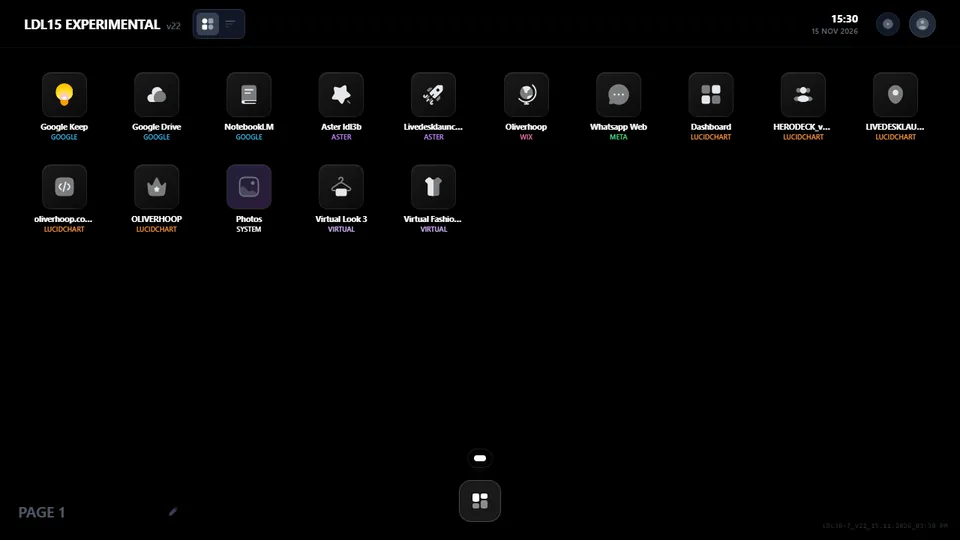 LDL15 EXPERIMENTAL v22
15:30
15 NOV 2026
Google Keep
GOOGLE
Google Drive
GOOGLE
NotebookLM
GOOGLE
Aster ldl3b
ASTER
Livedesklaunc...
ASTER
Oliverhoop
WIX
Whatsapp Web
META
Dashboard
LUCIDCHART
HERODECK_v...
LUCIDCHART
LIVEDESKLAU...
LUCIDCHART
oliverhoop.co...
LUCIDCHART
OLIVERHOOP
LUCIDCHART
Photos
SYSTEM
Virtual Look 3
VIRTUAL
Virtual Fashio...
VIRTUAL
PAGE 1